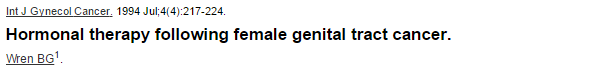 Int J Gynecol Cancer. 1994 Jul;4(4):217-224.
Hormonal therapy following female genital tract cancer.
Wren BG1.